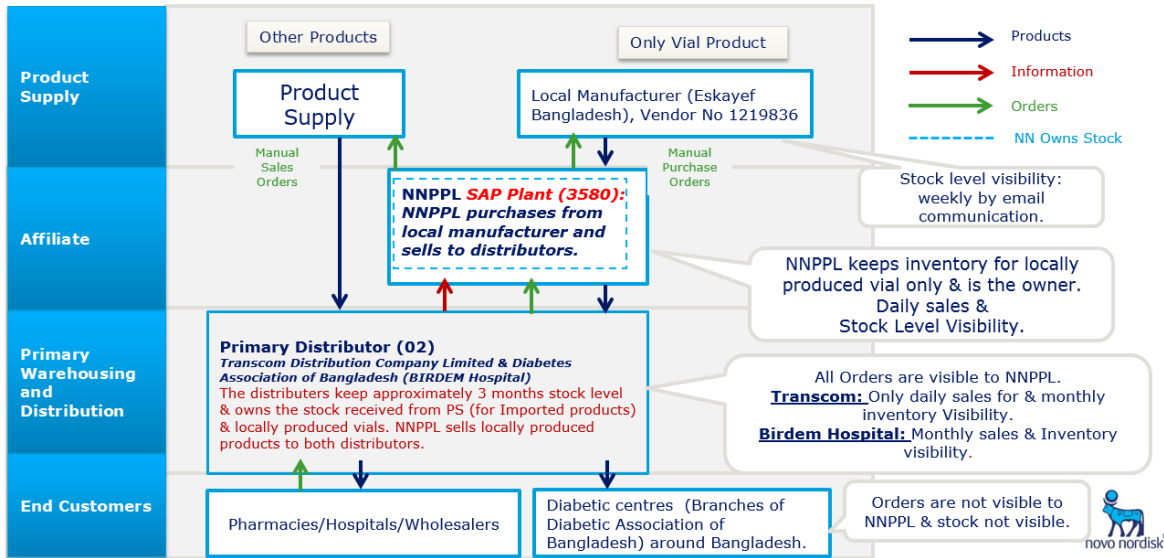 Other Products
Only Vial Product
Products
Information
Orders
NN Owns Stock
Product
Supply
Product
Supply
Local Manufacturer (Eskayef
Bangladesh), Vendor No 1219836
Manual
Sales
Orders
Manual
Purchase
Orders
Stock level visibility:
weekly by email
communication.
Affiliate
NNPPL SAP Plant (3580):
NNPPL purchases from
local manufacturer and
sells to distributors.
NNPPL keeps inventory for locally
produced vial only & is the owner.
Daily sales &
Stock Level Visibility.
Primary
Warehousing
and
Distribution
Primary Distributor (02)
Transcom Distribution Company Limited & Diabetes
Association of Bangladesh (BIRDEM Hospital)
The distributers keep approximately 3 months stock level
& owns the stock received from PS (for Imported products)
& locally produced vials. NNPPL sells locally produced
products to both distributors.
All Orders are visible to NNPPL.
Transcom: Only daily sales for & monthly
inventory Visibility.
Birdem Hospital: Monthly sales & Inventory
visibility.
End Customers
Pharmacies/Hospitals/Wholesalers
Diabetic centres (Branches of
Diabetic Association of
Bangladesh) around Bangladesh.
Orders are not visible to
NNPPL & stock not visible.
novo nordisk